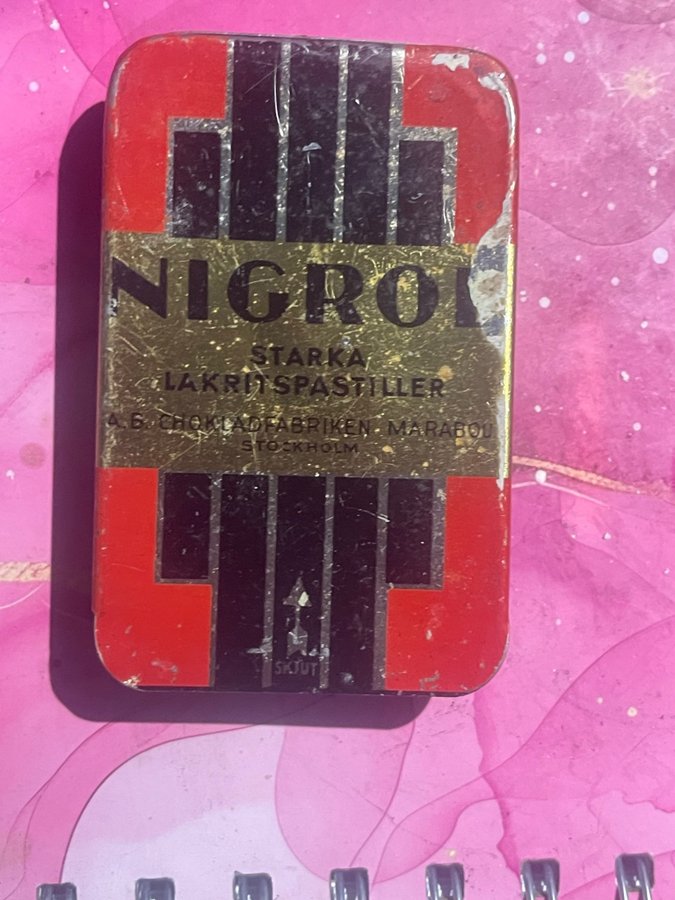 NIGROL
STARKA
LAKRITSPASTILLER
A.B. CHOKLADFABRIKEN MARABOU
STOCKHOLM
SKJUT